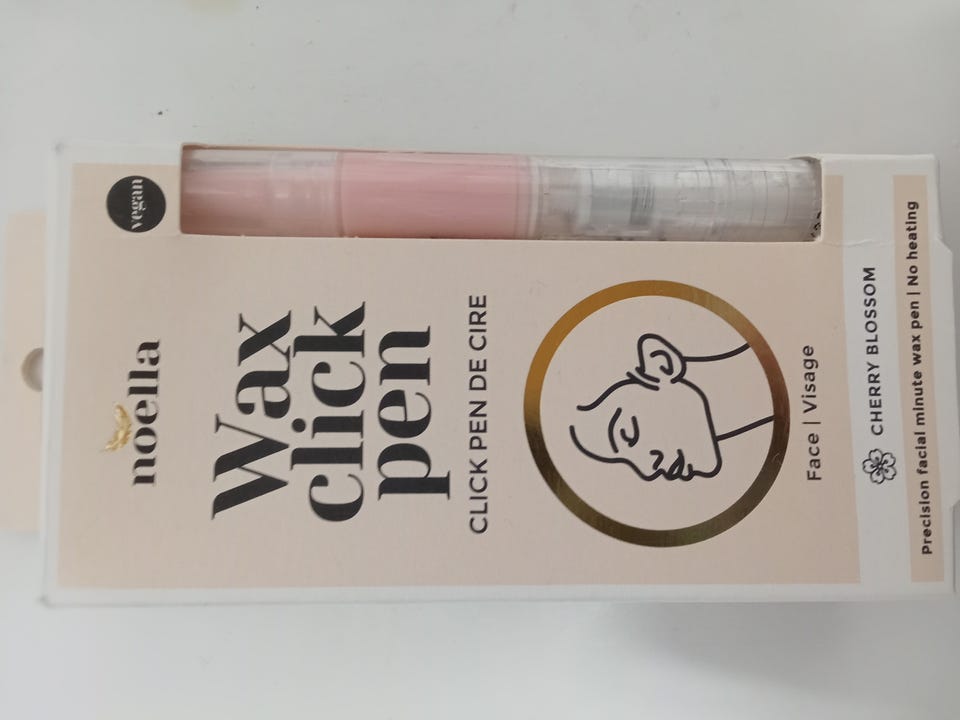 vegan
noella
Wax
click
pen
CLICK PEN DE CIRE
Face | Visage
CHERRY BLOSSOM
Precision facial minute wax pen | No heating